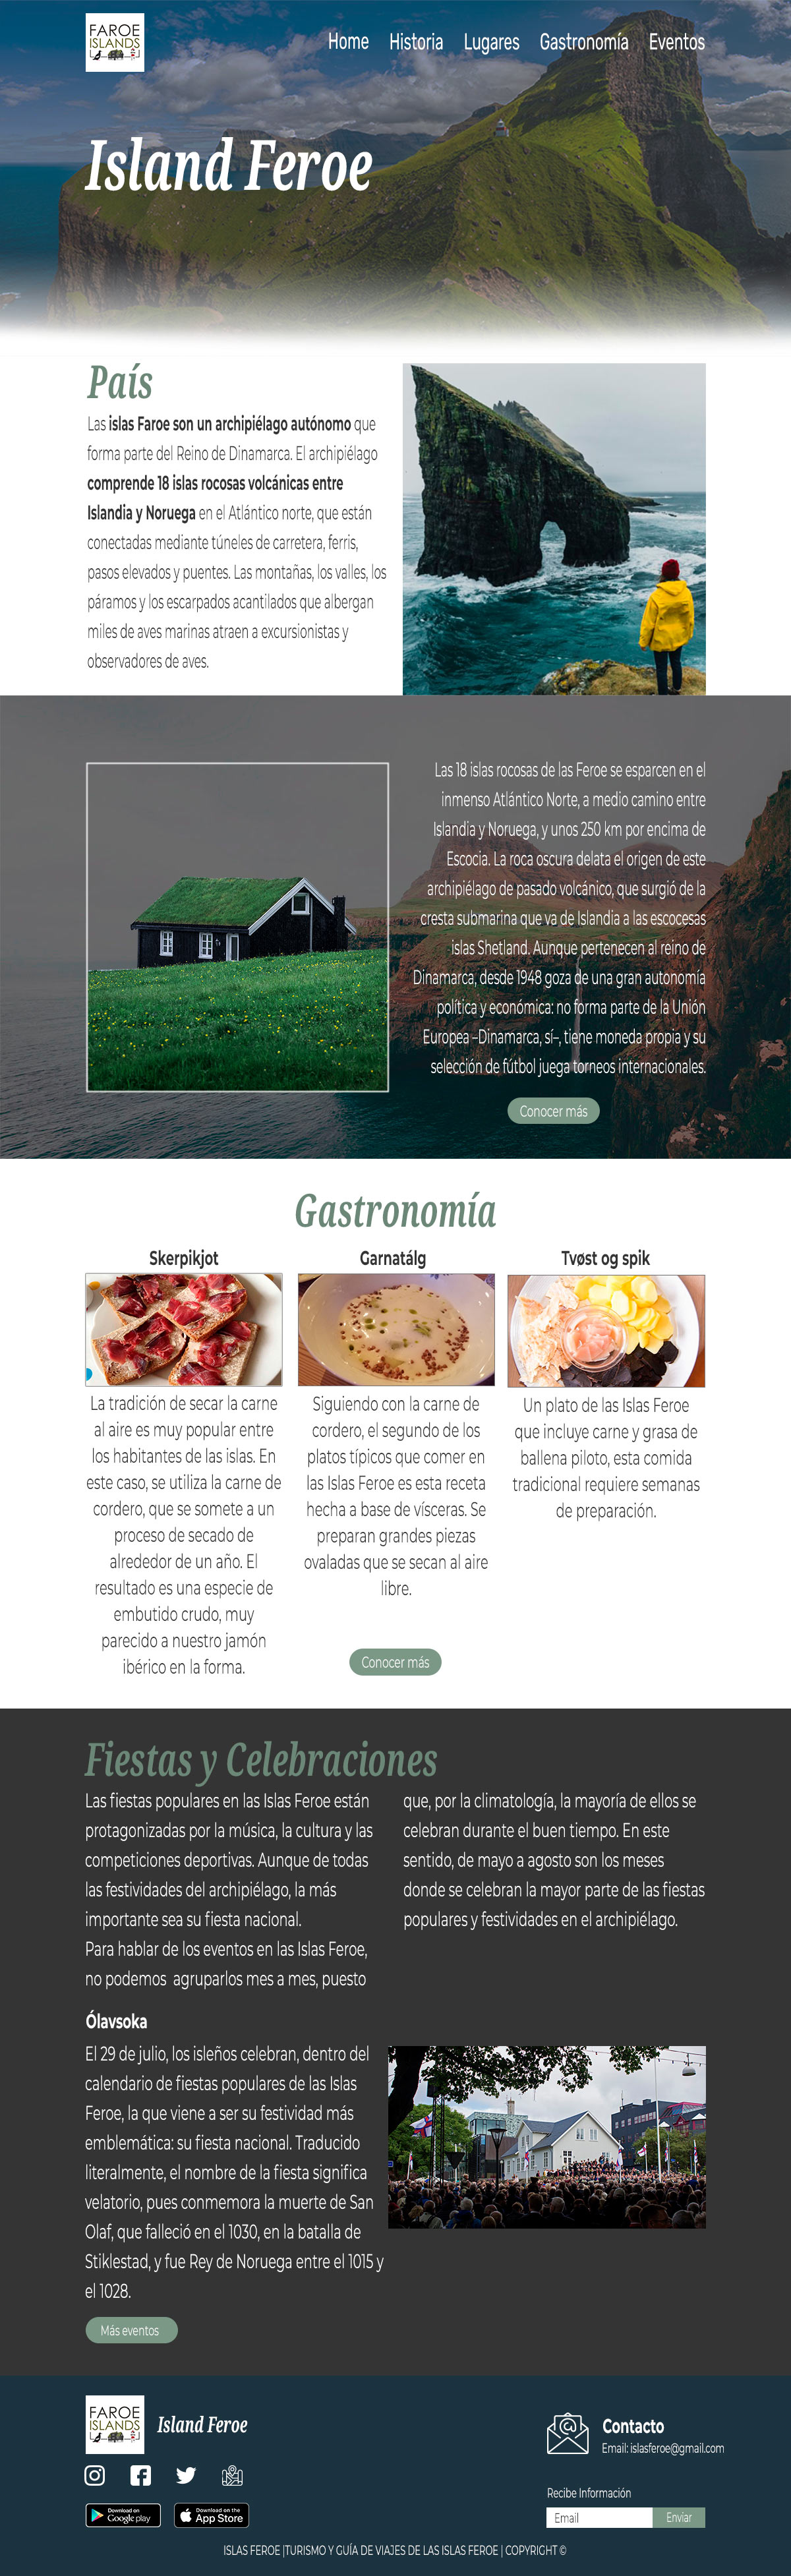 FAROE
ISLANDS
Home Historia Lugares Gastronomía Eventos
Island Feroe
País
Las islas Faroe son un archipiélago autónomo que
forma parte del Reino de Dinamarca. El archipiélago
comprende 18 islas rocosas volcánicas entre
Islandia y Noruega en el Atlántico norte, que están
conectadas mediante túneles de carretera, ferris,
pasos elevados y puentes. Las montañas, los valles, los
páramos y los escarpados acantilados que albergan
miles de aves marinas atraen a excursionistas y
observadores de aves.
Las 18 islas rocosas de las Feroe se esparcen en el
inmenso Atlántico Norte, a medio camino entre
Islandia y Noruega, y unos 250 km por encima de
Escocia. La roca oscura delata el origen de este
archipiélago de pasado volcánico, que surgió de la
cresta submarina que va de Islandia a las escocesas
islas Shetland. Aunque pertenecen al reino de
Dinamarca, desde 1948 goza de una gran autonomía
política y económica: no forma parte de la Unión
Europea –Dinamarca, sí–, tiene moneda propia y su
selección de fútbol juega torneos internacionales.
Conocer más
Gastronomía
Skerpikjot
La tradición de secar la carne
al aire es muy popular entre
los habitantes de las islas. En
este caso, se utiliza la carne de
cordero, que se somete a un
proceso de secado de
alrededor de un año. El
resultado es una especie de
embutido crudo, muy
parecido a nuestro jamón
ibérico en la forma.
Garnatálg
Siguiendo con la carne de
cordero, el segundo de los
platos típicos que comer en
las Islas Feroe es esta receta
hecha a base de vísceras. Se
preparan grandes piezas
ovaladas que se secan al aire
libre.
Tvøst og spik
Un plato de las Islas Feroe
que incluye carne y grasa de
ballena piloto, esta comida
tradicional requiere semanas
de preparación.
Conocer más
Fiestas y Celebraciones
Las fiestas populares en las Islas Feroe están
protagonizadas por la música, la cultura y las
competiciones deportivas. Aunque de todas
las festividades del archipiélago, la más
importante sea su fiesta nacional.
Para hablar de los eventos en las Islas Feroe,
no podemos  agruparlos mes a mes, puesto
que, por la climatología, la mayoría de ellos se
celebran durante el buen tiempo. En este
sentido, de mayo a agosto son los meses
donde se celebran la mayor parte de las fiestas
populares y festividades en el archipiélago.
Ólavsoka
El 29 de julio, los isleños celebran, dentro del
calendario de fiestas populares de las Islas
Feroe, la que viene a ser su festividad más
emblemática: su fiesta nacional. Traducido
literalmente, el nombre de la fiesta significa
velatorio, pues conmemora la muerte de San
Olaf, que falleció en el 1030, en la batalla de
Stiklestad, y fue Rey de Noruega entre el 1015 y
el 1028.
Más eventos
FAROE
ISLANDS
Island Feroe
Download on
Google play
Download on the
App Store
Contacto
Email: islasferoe@gmail.com
Recibe Información
Email
Enviar
ISLAS FEROE |TURISMO Y GUÍA DE VIAJES DE LAS ISLAS FEROE | COPYRIGHT ©